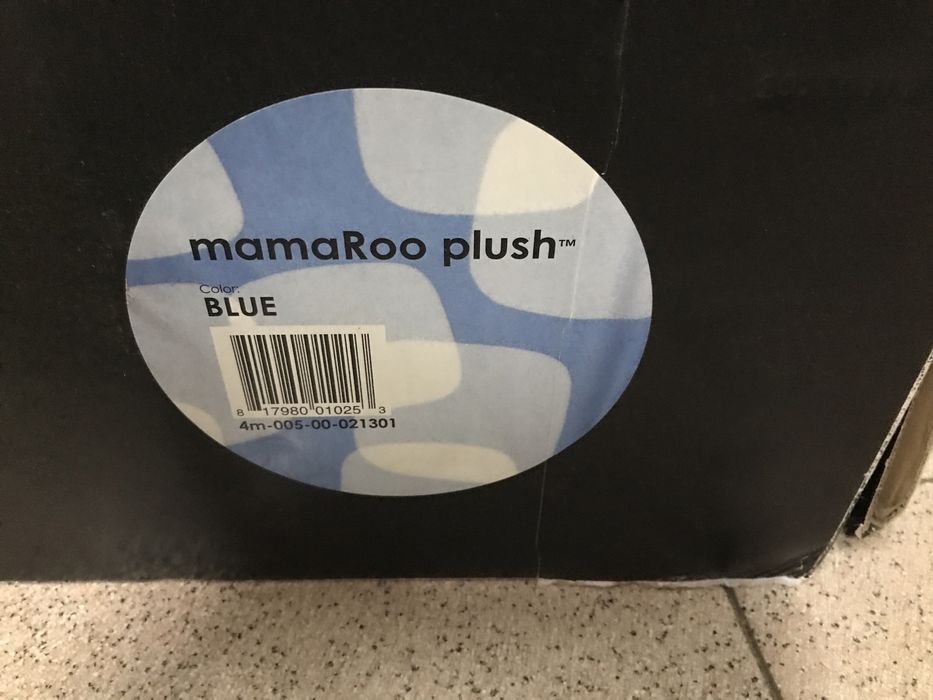 mamaRoo plush™
Color:
BLUE
8 17980 01025 3
4m-005-00-021301